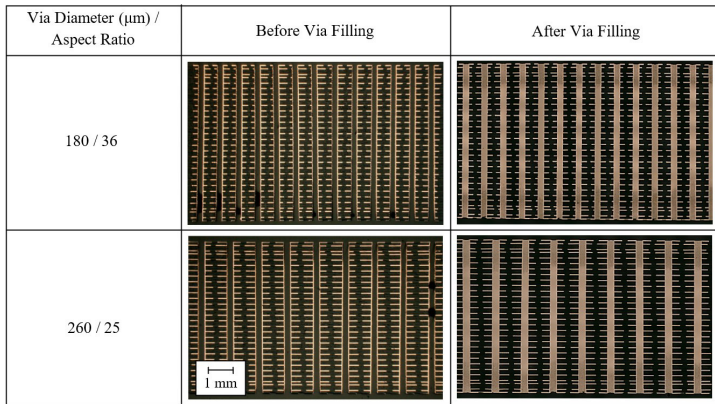 Via Diameter (μm) /
Aspect Ratio
Before Via Filling
After Via Filling
180 / 36
260 / 25
1 mm